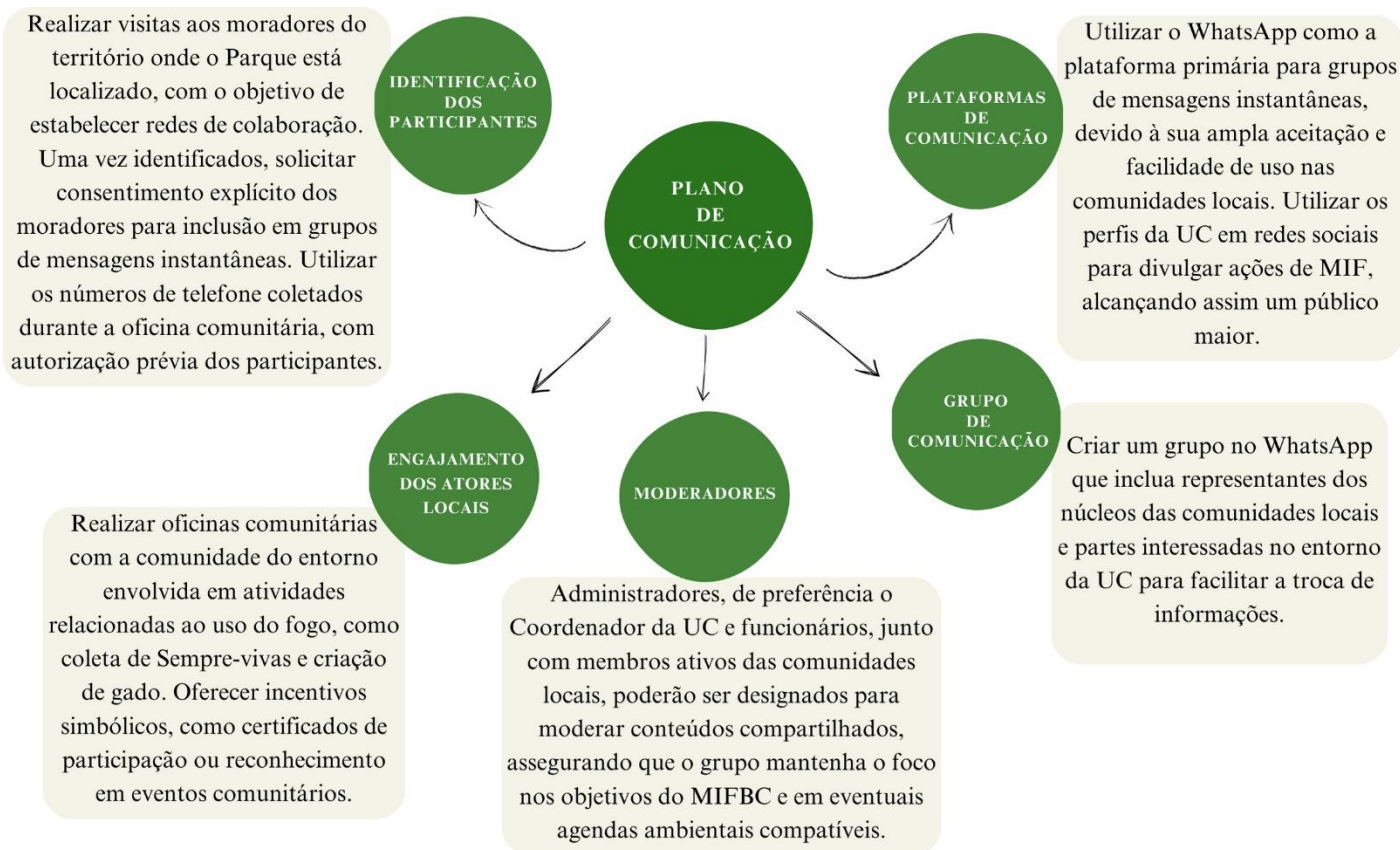 Realizar visitas aos moradores do
território onde o Parque está
localizado, com o objetivo de
estabelecer redes de colaboração.
Uma vez identificados, solicitar
consentimento explícito dos
moradores para inclusão em grupos
de mensagens instantâneas. Utilizar
os números de telefone coletados
durante a oficina comunitária, com
autorização prévia dos participantes.
IDENTIFICAÇÃO
DOS
PARTICIPANTES
PLANO
DE
COMUNICAÇÃO
PLATAFORMAS
DE
COMUNICAÇÃO
Utilizar o WhatsApp como a
plataforma primária para grupos
de mensagens instantâneas,
devido à sua ampla aceitação e
facilidade de uso nas
comunidades locais. Utilizar os
perfis da UC em redes sociais
para divulgar ações de MIF,
alcançando assim um público
maior.
ENGAJAMENTO
DOS ATORES
LOCAIS
Realizar oficinas comunitárias
com a comunidade do entorno
envolvida em atividades
relacionadas ao uso do fogo, como
coleta de Sempre-vivas e criação
de gado. Oferecer incentivos
simbólicos, como certificados de
participação ou reconhecimento
em eventos comunitários.
MODERADORES
Administradores, de preferência o
Coordenador da UC e funcionários, junto
com membros ativos das comunidades
locais, poderão ser designados para
moderar conteúdos compartilhados,
assegurando que o grupo mantenha o foco
nos objetivos do MIFBC e em eventuais
agendas ambientais compatíveis.
GRUPO
DE
COMUNICAÇÃO
Criar um grupo no WhatsApp
que inclua representantes dos
núcleos das comunidades locais
e partes interessadas no entorno
da UC para facilitar a troca de
informações.